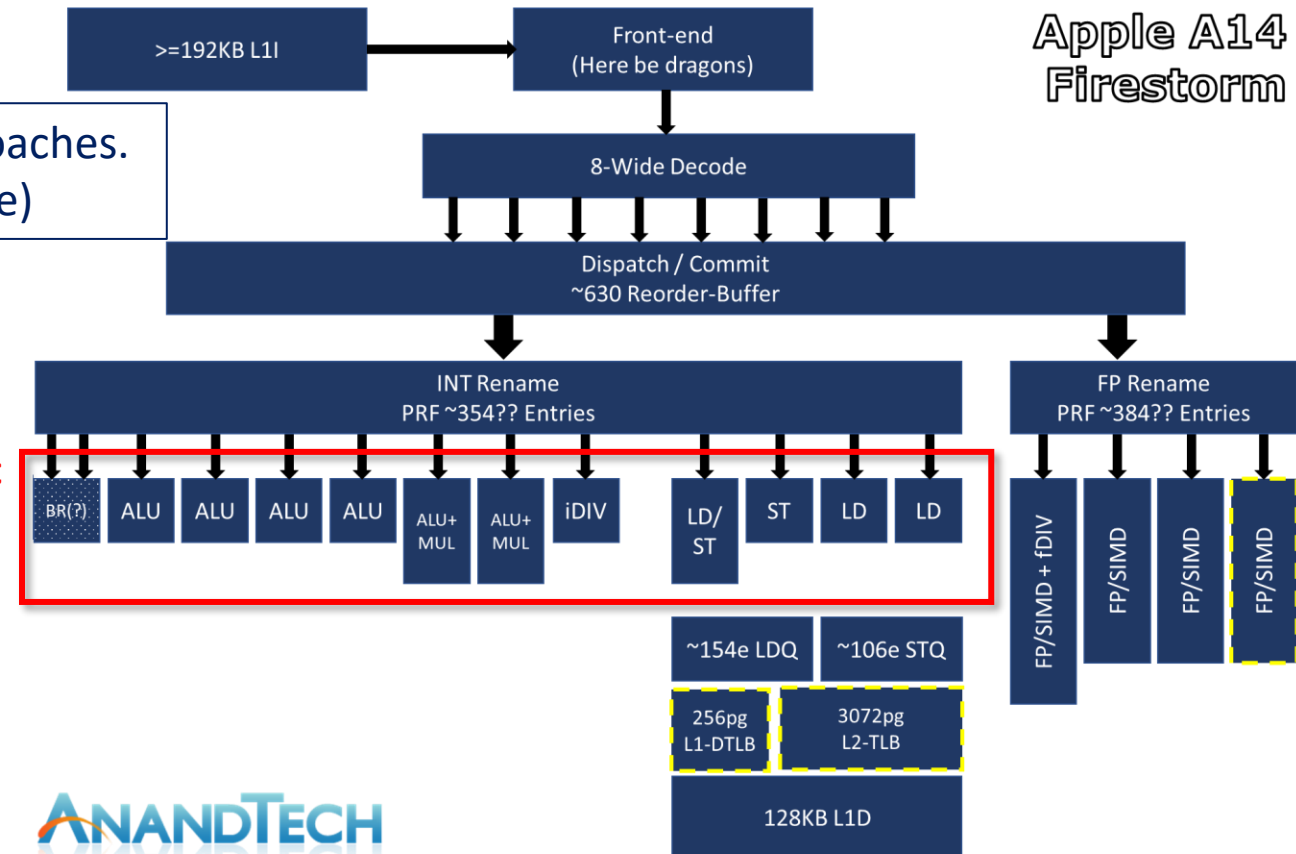 Apple A14
Firestorm
>=192KB L1I
Front-end
(Here be dragons)
e)
8-Wide Decode
Dispatch / Commit
~630 Reorder-Buffer
INT Rename
PRF ~354?? Entries
FP Rename
PRF ~384?? Entries
BR(?)
ALU
ALU
ALU
ALU
ALU+
MUL
ALU+
MUL
iDIV
LD/
ST
ST
LD
LD
FP/SIMD + fDIV
FP/SIMD
FP/SIMD
FP/SIMD
~154e LDQ
~106e STQ
256pg
L1-DTLB
3072pg
L2-TLB
128KB L1D
ANANDTECH